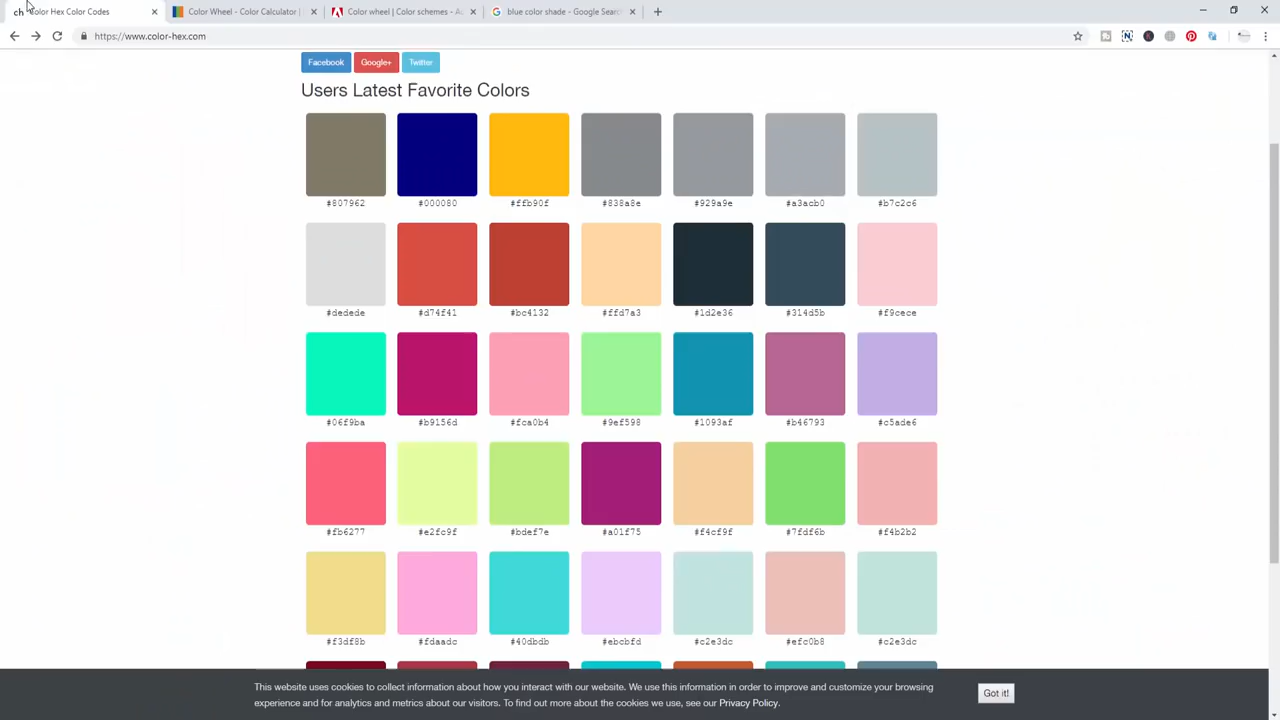 ch Color Hex Color Codes
Color Wheel - Color Calculator |
Color wheel | Color schemes - Ad
blue color shade - Google Search
https://www.color-hex.com
Facebook Google+ Twitter
Users Latest Favorite Colors
#807962 #000080 #ffb90f #838a8e #929a9e #a3acb0 #b7c2c6
#dedede #d74f41 #bc4132 #ffd7a3 #1d2e36 #314d5b #f9cece
#06f9ba #b9156d #fca0b4 #9ef598 #1093af #b46793 #c5ade6
#fb6277 #e2fc9f #bdef7e #a01f75 #f4cf9f #7fdf6b #f4b2b2
#f3df8b #fdaadc #40dbdb #ebcbfd #c2e3dc #efc0b8 #c2e3dc
This website uses cookies to collect information about how you interact with our website. We use this information in order to improve and customize your browsing
experience and for analytics and metrics about our visitors. To find out more about the cookies we use, see our Privacy Policy.
Got it!